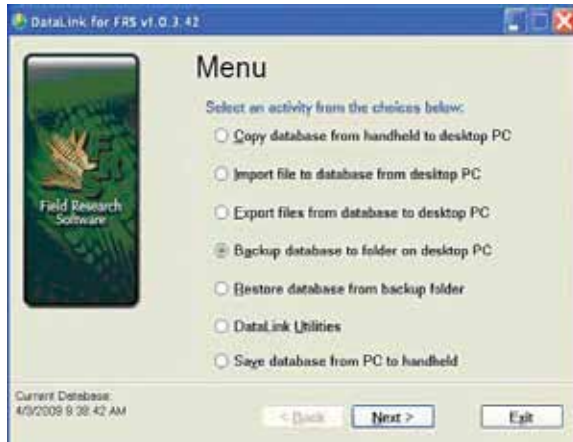 DataLink for FRS v1.0.3.42
Menu
Select an activity from the choices below:
Copy database from handheld to desktop PC
Import file to database from desktop PC
Export files from database to desktop PC
Backup database to folder on desktop PC
Restore database from backup folder
DataLink Utilities
Save database from PC to handheld
FRS
Field Research
Software
Current Database:
4/3/2009 9:38:42 AM
< Back
Next >
Exit